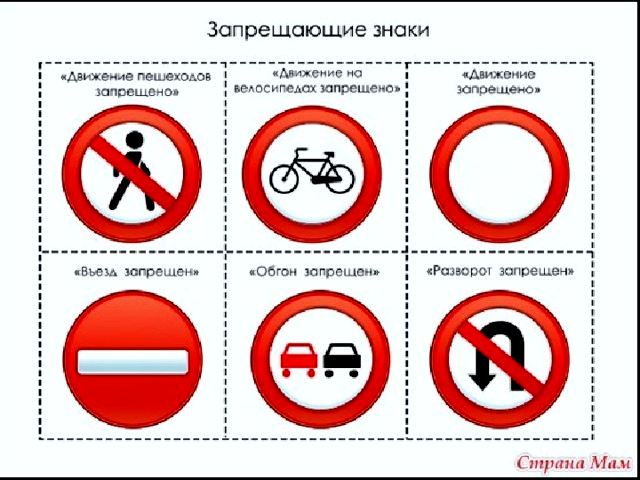 Запрещающие знаки
«Движение пешеходов
запрещено»
«Движение на
велосипедах запрещено»
«Движение
запрещено»
«Въезд запрещен»
«Обгон запрещен»
«Разворот запрещен»
Страна Мам